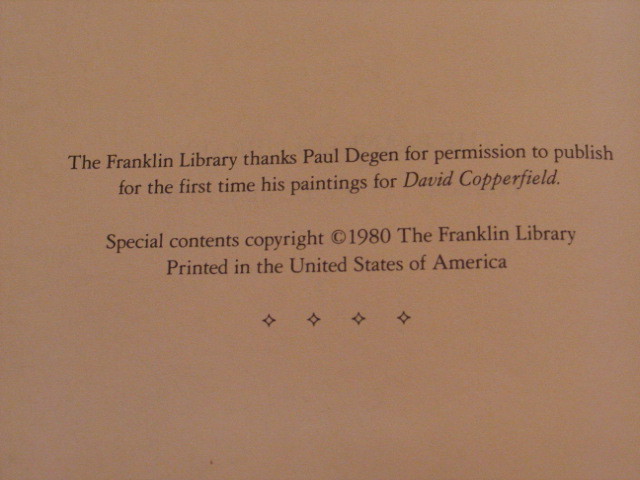 The Franklin Library thanks Paul Degen for permission to publish
for the first time his paintings for David Copperfield.
Special contents copyright ©1980 The Franklin Library
Printed in the United States of America